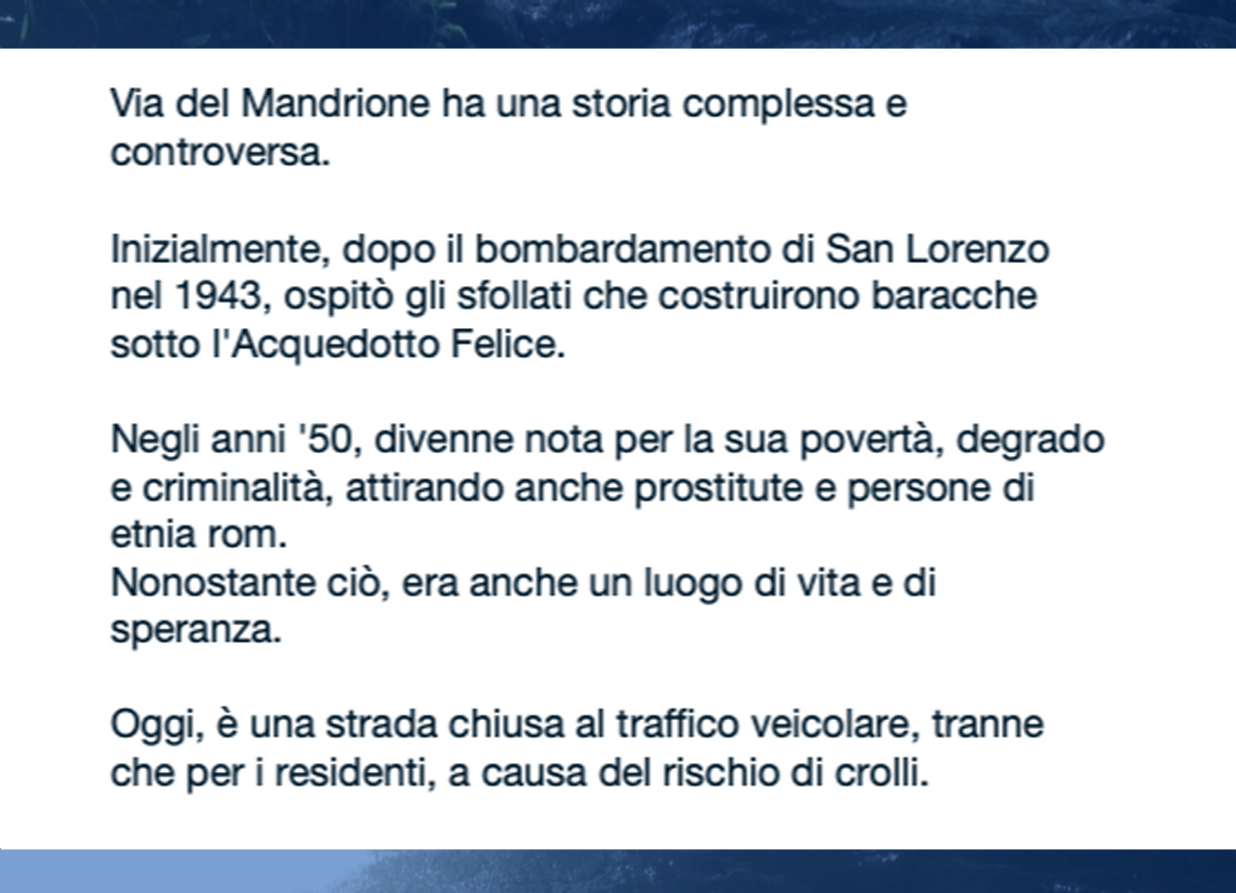 Via del Mandrione ha una storia complessa e
controversa.
Inizialmente, dopo il bombardamento di San Lorenzo
nel 1943, ospitò gli sfollati che costruirono baracche
sotto l'Acquedotto Felice.
Negli anni '50, divenne nota per la sua povertà, degrado
e criminalità, attirando anche prostitute e persone di
etnia rom.
Nonostante ciò, era anche un luogo di vita e di
speranza.
Oggi, è una strada chiusa al traffico veicolare, tranne
che per i residenti, a causa del rischio di crolli.